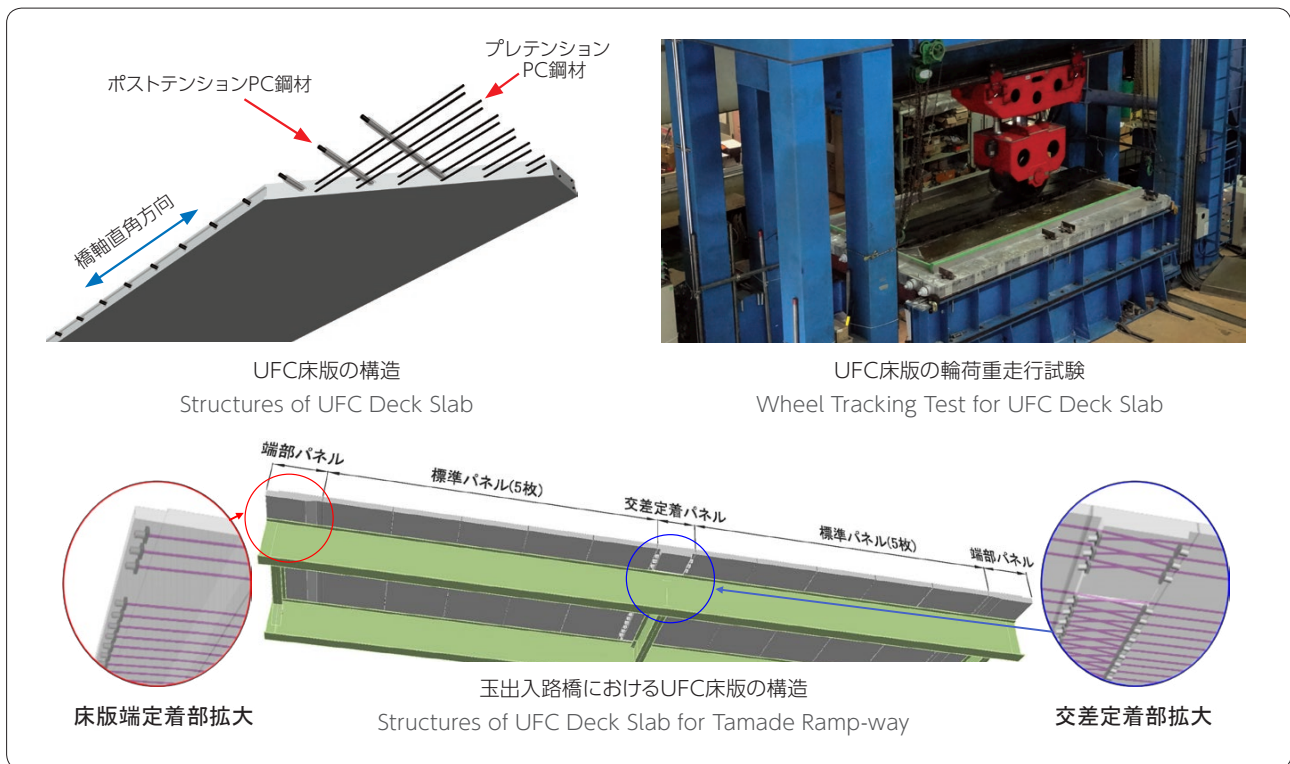 プレテンション
PC鋼材
ポストテンションPC鋼材
橋軸直角方向
UFC床版の構造
Structures of UFC Deck Slab
UFC床版の輪荷重走行試験
Wheel Tracking Test for UFC Deck Slab
端部パネル
標準パネル(5枚)
交差定着パネル
標準パネル(5枚)
端部パネル
床版端定着部拡大
玉出入路橋におけるUFC床版の構造
Structures of UFC Deck Slab for Tamade Ramp-way
交差定着部拡大